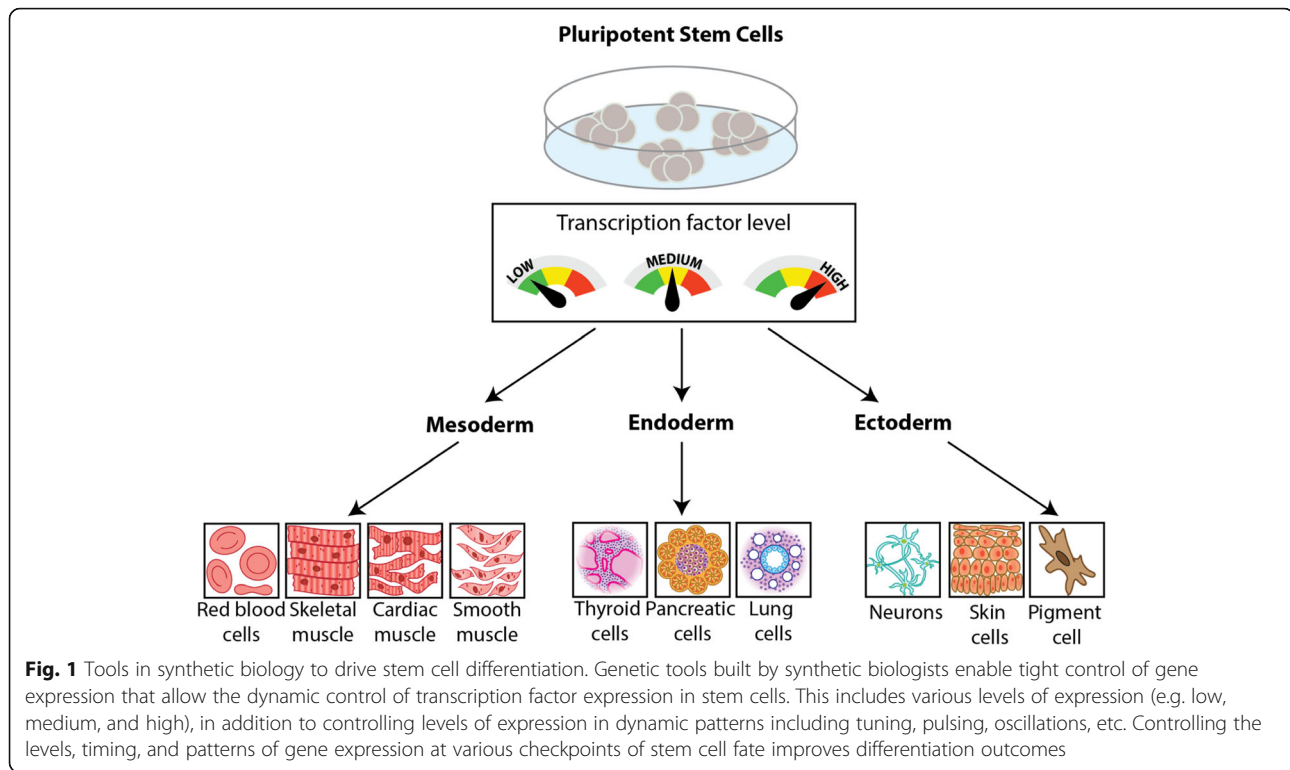 Pluripotent Stem Cells
Transcription factor level
LOW
MEDIUM
HIGH
Mesoderm
Endoderm
Ectoderm
Red blood cells
Skeletal muscle
Cardiac muscle
Smooth muscle
Thyroid cells
Pancreatic cells
Lung cells
Neurons
Skin cells
Pigment cell
Fig. 1 Tools in synthetic biology to drive stem cell differentiation. Genetic tools built by synthetic biologists enable tight control of gene
expression that allow the dynamic control of transcription factor expression in stem cells. This includes various levels of expression (e.g. low,
medium, and high), in addition to controlling levels of expression in dynamic patterns including tuning, pulsing, oscillations, etc. Controlling the
levels, timing, and patterns of gene expression at various checkpoints of stem cell fate improves differentiation outcomes